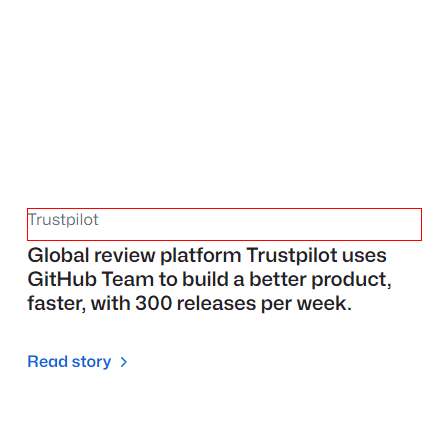 Trustpilot
Global review platform Trustpilot uses
GitHub Team to build a better product,
faster, with 300 releases per week.
Read story